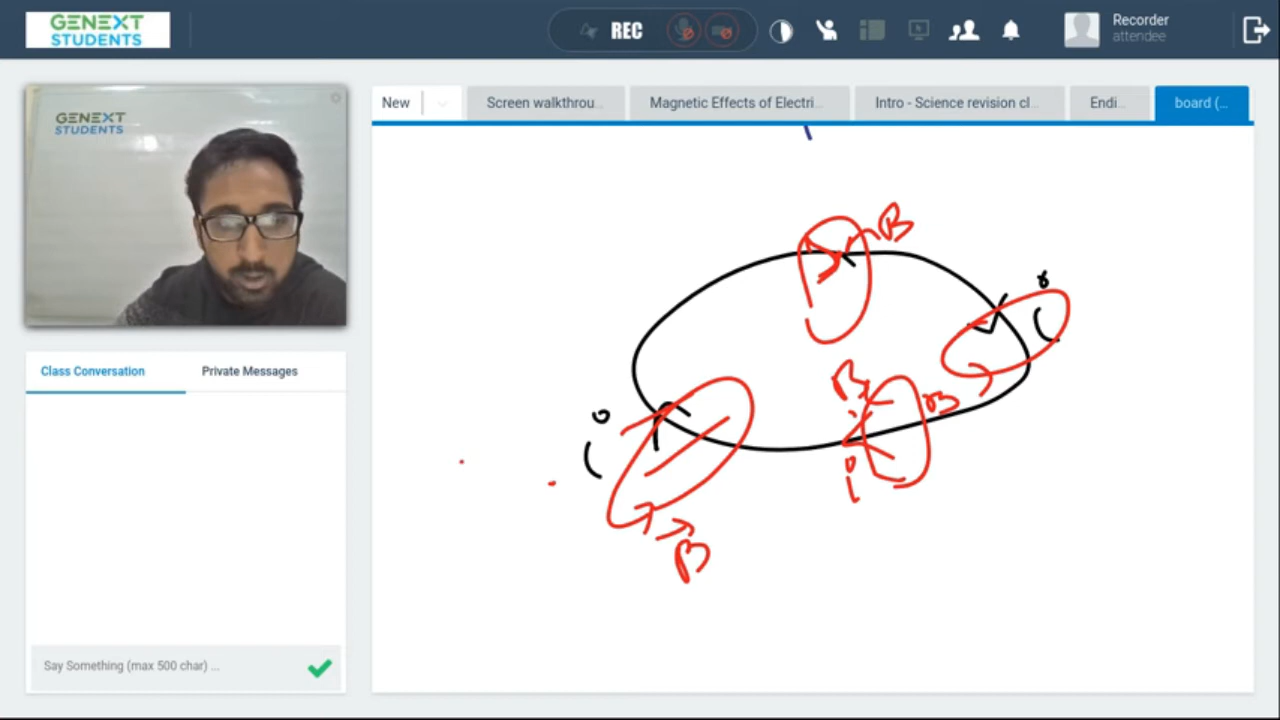 GENEXT
STUDENTS
REC
Recorder
attendee
GENEXT
STUDENTS
New
Screen walkthrou
Magnetic Effects of Electri...
Intro - Science revision cl...
Endi...
board (...
B
i
B
B
i
i
B
Class Conversation
Private Messages
Say Something (max 500 char) ...